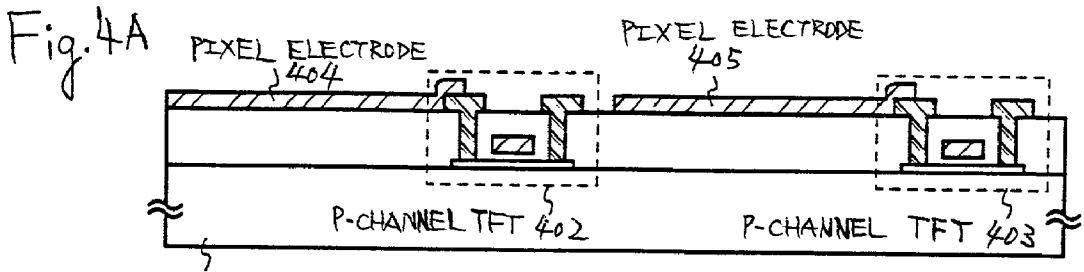 Fig.4A
PIXEL ELECTRODE
404
PIXEL ELECTRODE
405
P-CHANNEL TFT 402
P-CHANNEL TFT 403